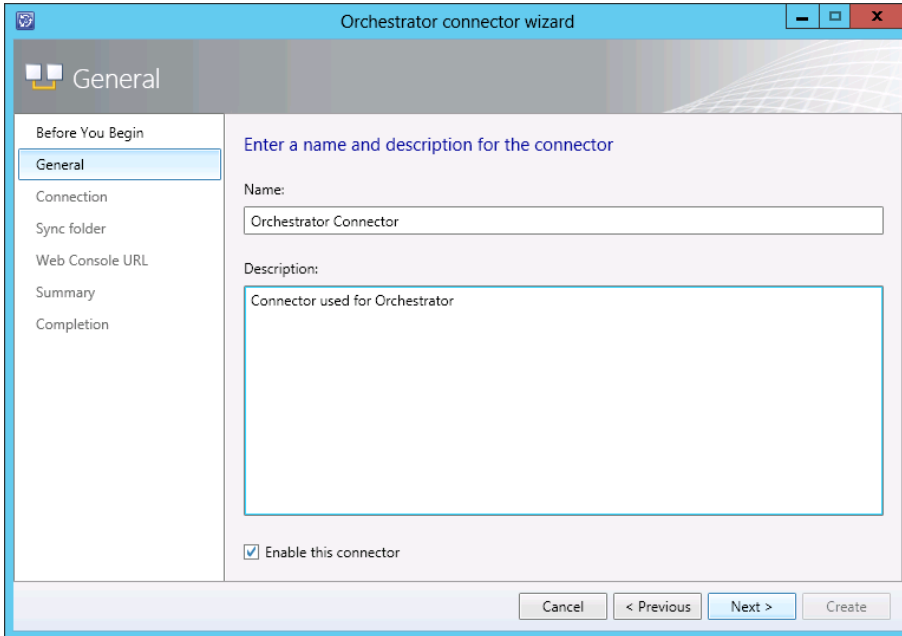 Orchestrator connector wizard
General
Before You Begin
General
Connection
Sync folder
Web Console URL
Summary
Completion
Enter a name and description for the connector
Name:
Orchestrator Connector
Description:
Connector used for Orchestrator
Enable this connector
Cancel
< Previous
Next >
Create